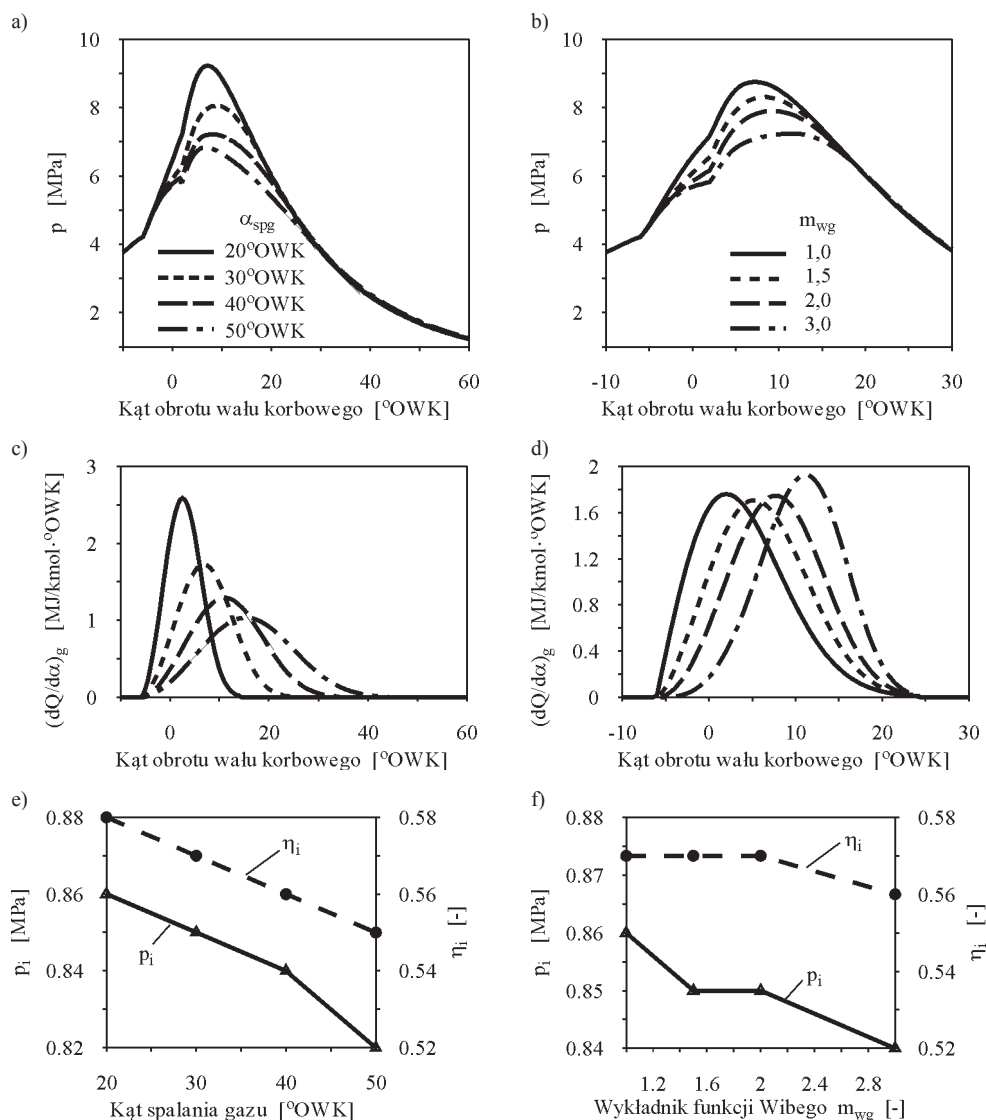 a)
10
8
6
4
2
p [MPa]
α_spg
20°OWK
30°OWK
40°OWK
50°OWK
0 20 40 60
Kąt obrotu wału korbowego [°OWK]
b)
10
8
6
4
2
p [MPa]
m_wg
1,0
1,5
2,0
3,0
-10 0 10 20 30
Kąt obrotu wału korbowego [°OWK]
c)
3
2
1
0
(dQ/dα)_g [MJ/kmol·°OWK]
0 20 40 60
Kąt obrotu wału korbowego [°OWK]
d)
2
1.6
1.2
0.8
0.4
0
(dQ/dα)_g [MJ/kmol·°OWK]
-10 0 10 20 30
Kąt obrotu wału korbowego [°OWK]
e)
0.88
0.86
0.84
0.82
p_i [MPa]
η_i
p_i
0.58
0.56
0.54
0.52
η_i [-]
20 30 40 50
Kąt spalania gazu [°OWK]
f)
0.88
0.87
0.86
0.85
0.84
p_i [MPa]
η_i
p_i
0.58
0.56
0.54
0.52
η_i [-]
1.2 1.6 2 2.4 2.8
Wykładnik funkcji Wibego m_wg [-]